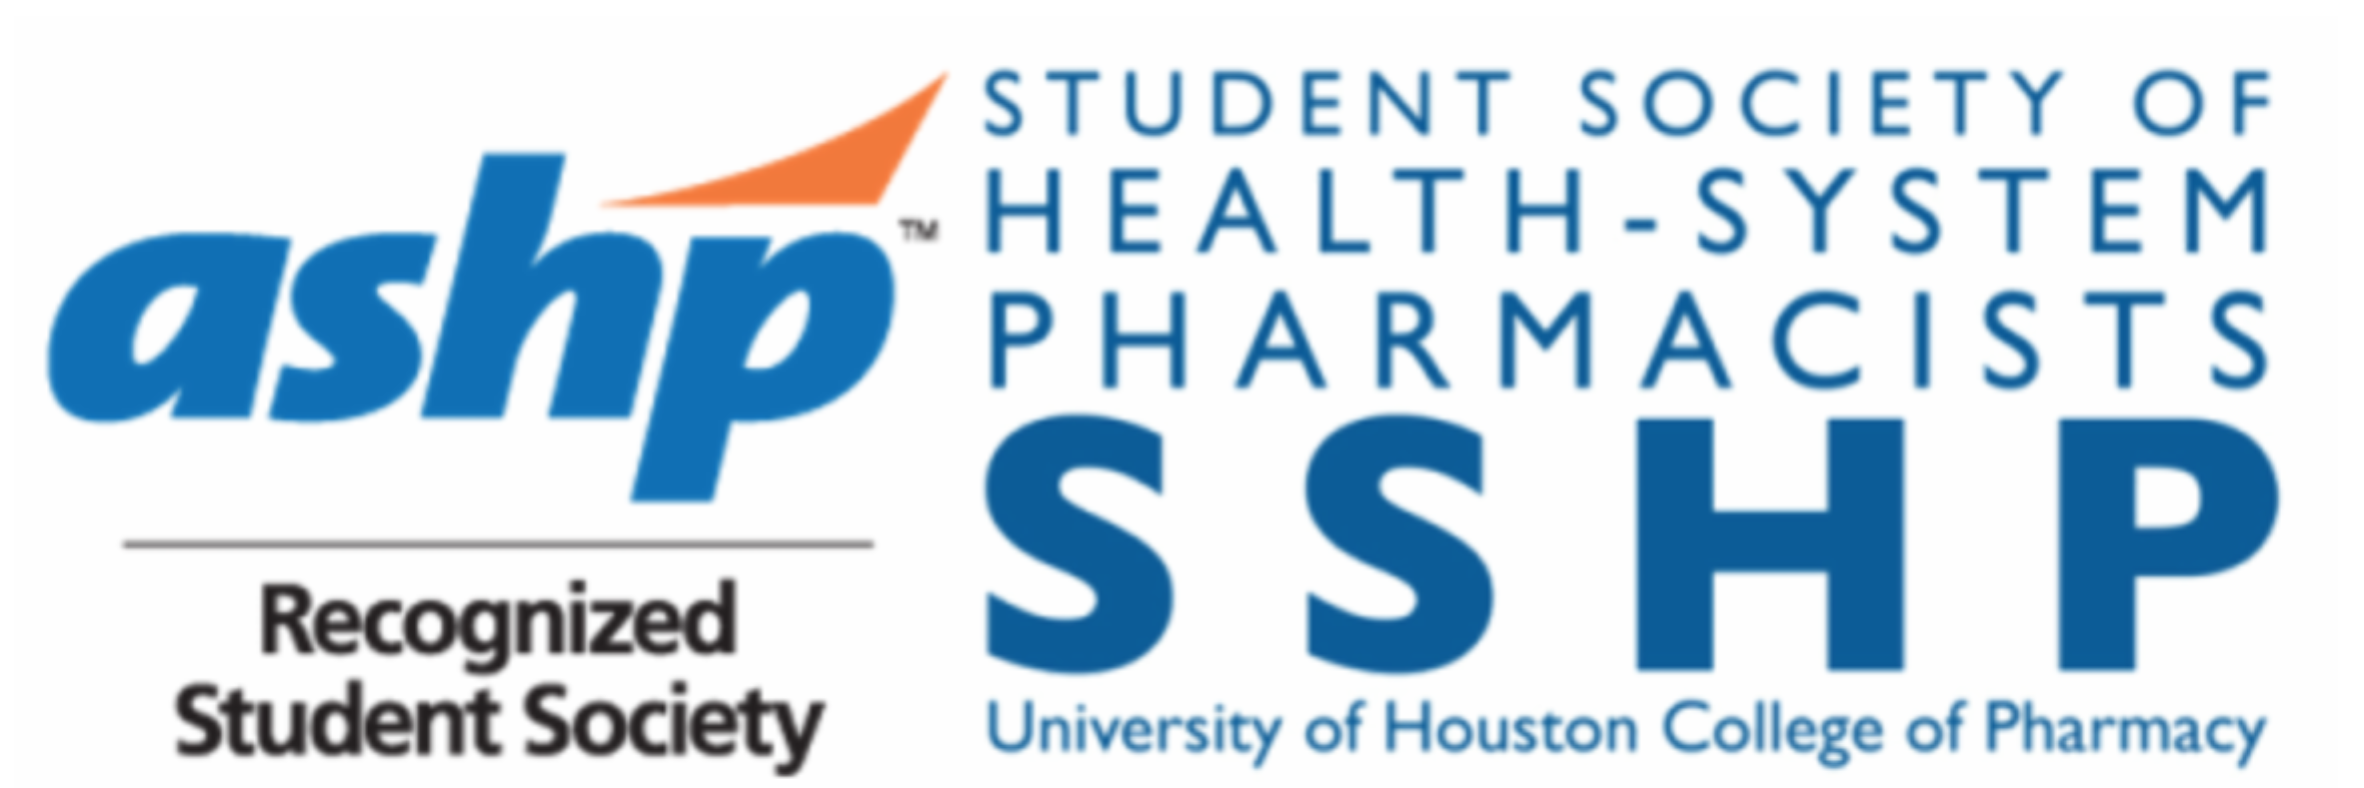 ashp™
Recognized
Student Society
STUDENT SOCIETY OF
HEALTH-SYSTEM
PHARMACISTS
SSHP
University of Houston College of Pharmacy